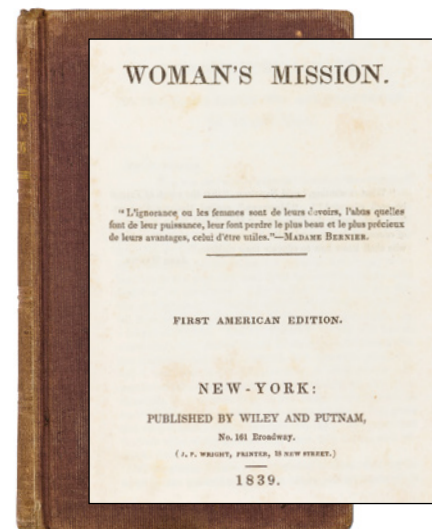 WOMAN'S MISSION.
"L'ignorance ou les femmes sont de leurs devoirs, l'abus quelles
font de leur puissance, leur font perdre le plus beau et le plus précieux
de leurs avantages, celui d'être utiles."—MADAME BERNIER.
FIRST AMERICAN EDITION.
NEW-YORK:
PUBLISHED BY WILEY AND PUTNAM,
No. 161 Broadway.
(J. P. WRIGHT, PRINTER, 18 NEW STREET.)
1839.